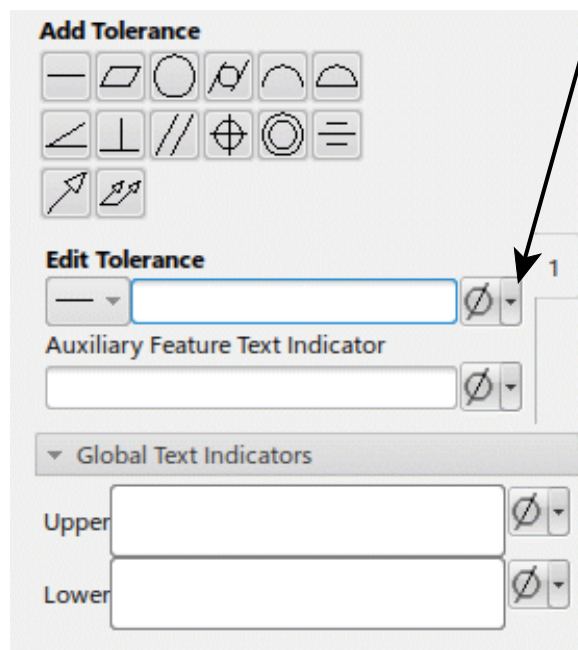 Add Tolerance
Edit Tolerance
1
Auxiliary Feature Text Indicator
Global Text Indicators
Upper
Lower